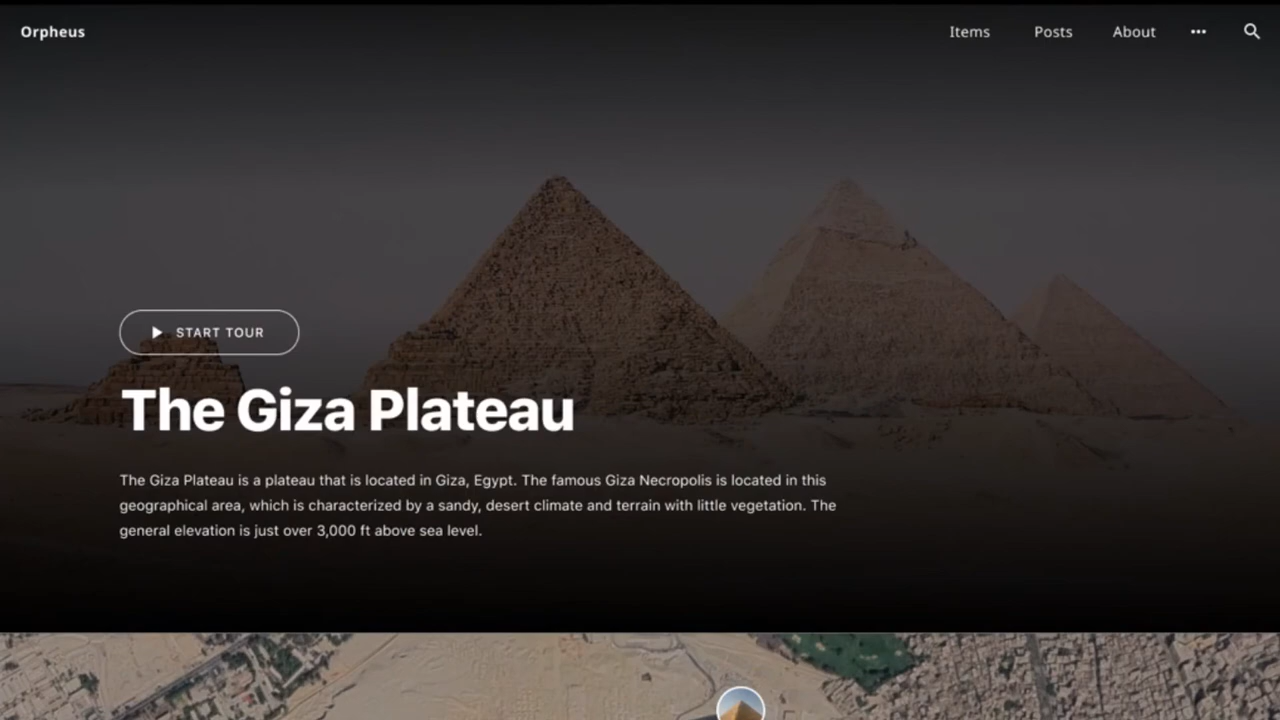 Orpheus
Items
Posts
About
START TOUR
The Giza Plateau
The Giza Plateau is a plateau that is located in Giza, Egypt. The famous Giza Necropolis is located in this
geographical area, which is characterized by a sandy, desert climate and terrain with little vegetation. The
general elevation is just over 3,000 ft above sea level.